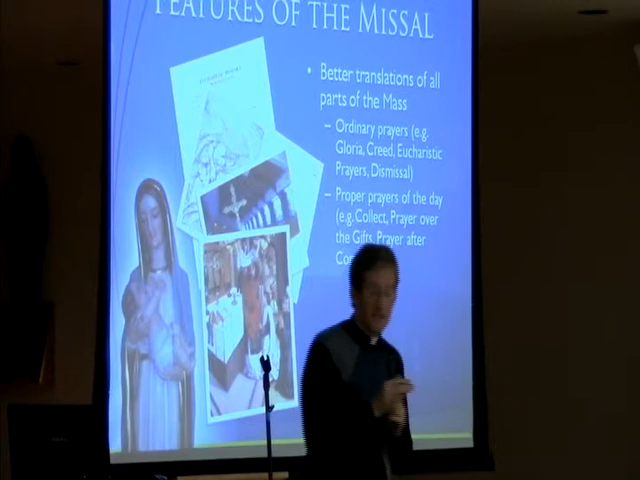 FEATURES OF THE MISSAL
• Better translations of all
parts of the Mass
– Ordinary prayers (e.g.
Gloria, Creed, Eucharistic
Prayers, Dismissal)
– Proper prayers of the day
(e.g. Collect, Prayer over
the Gifts, Prayer after